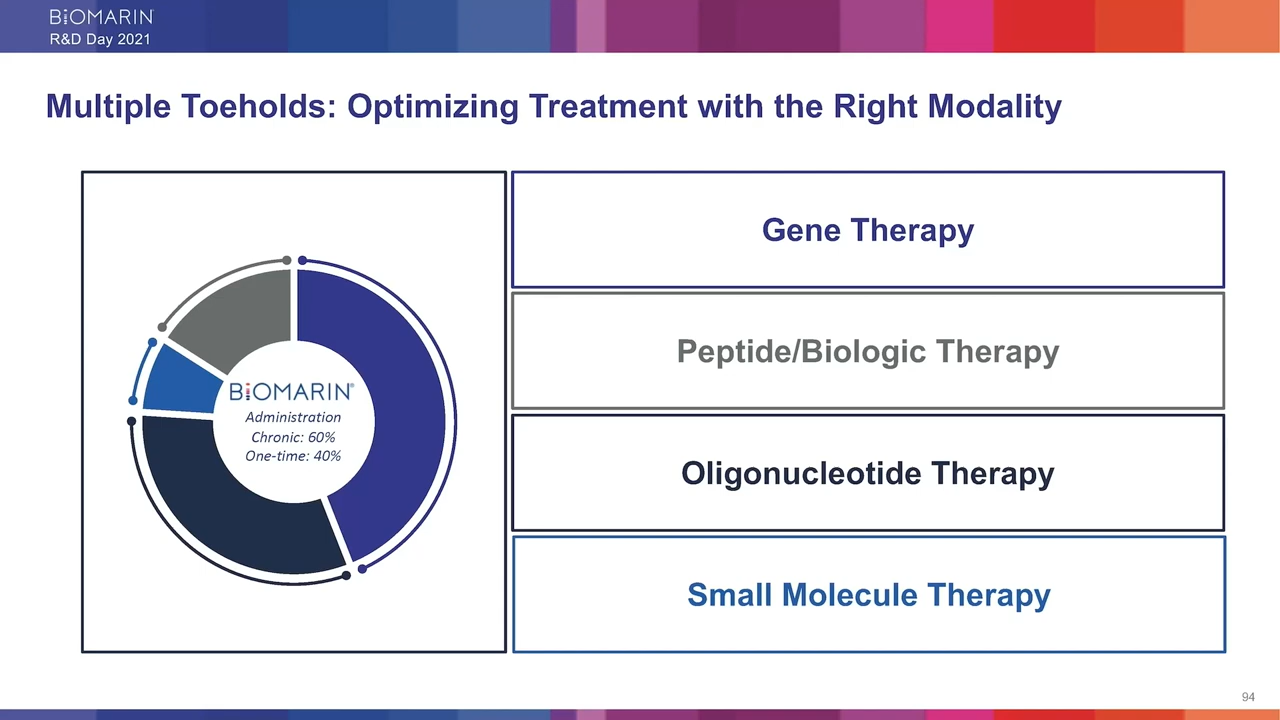 BIOMARIN
R&D Day 2021
Multiple Toeholds: Optimizing Treatment with the Right Modality
BIOMARIN®
Administration
Chronic: 60%
One-time: 40%
Gene Therapy
Peptide/Biologic Therapy
Oligonucleotide Therapy
Small Molecule Therapy
94